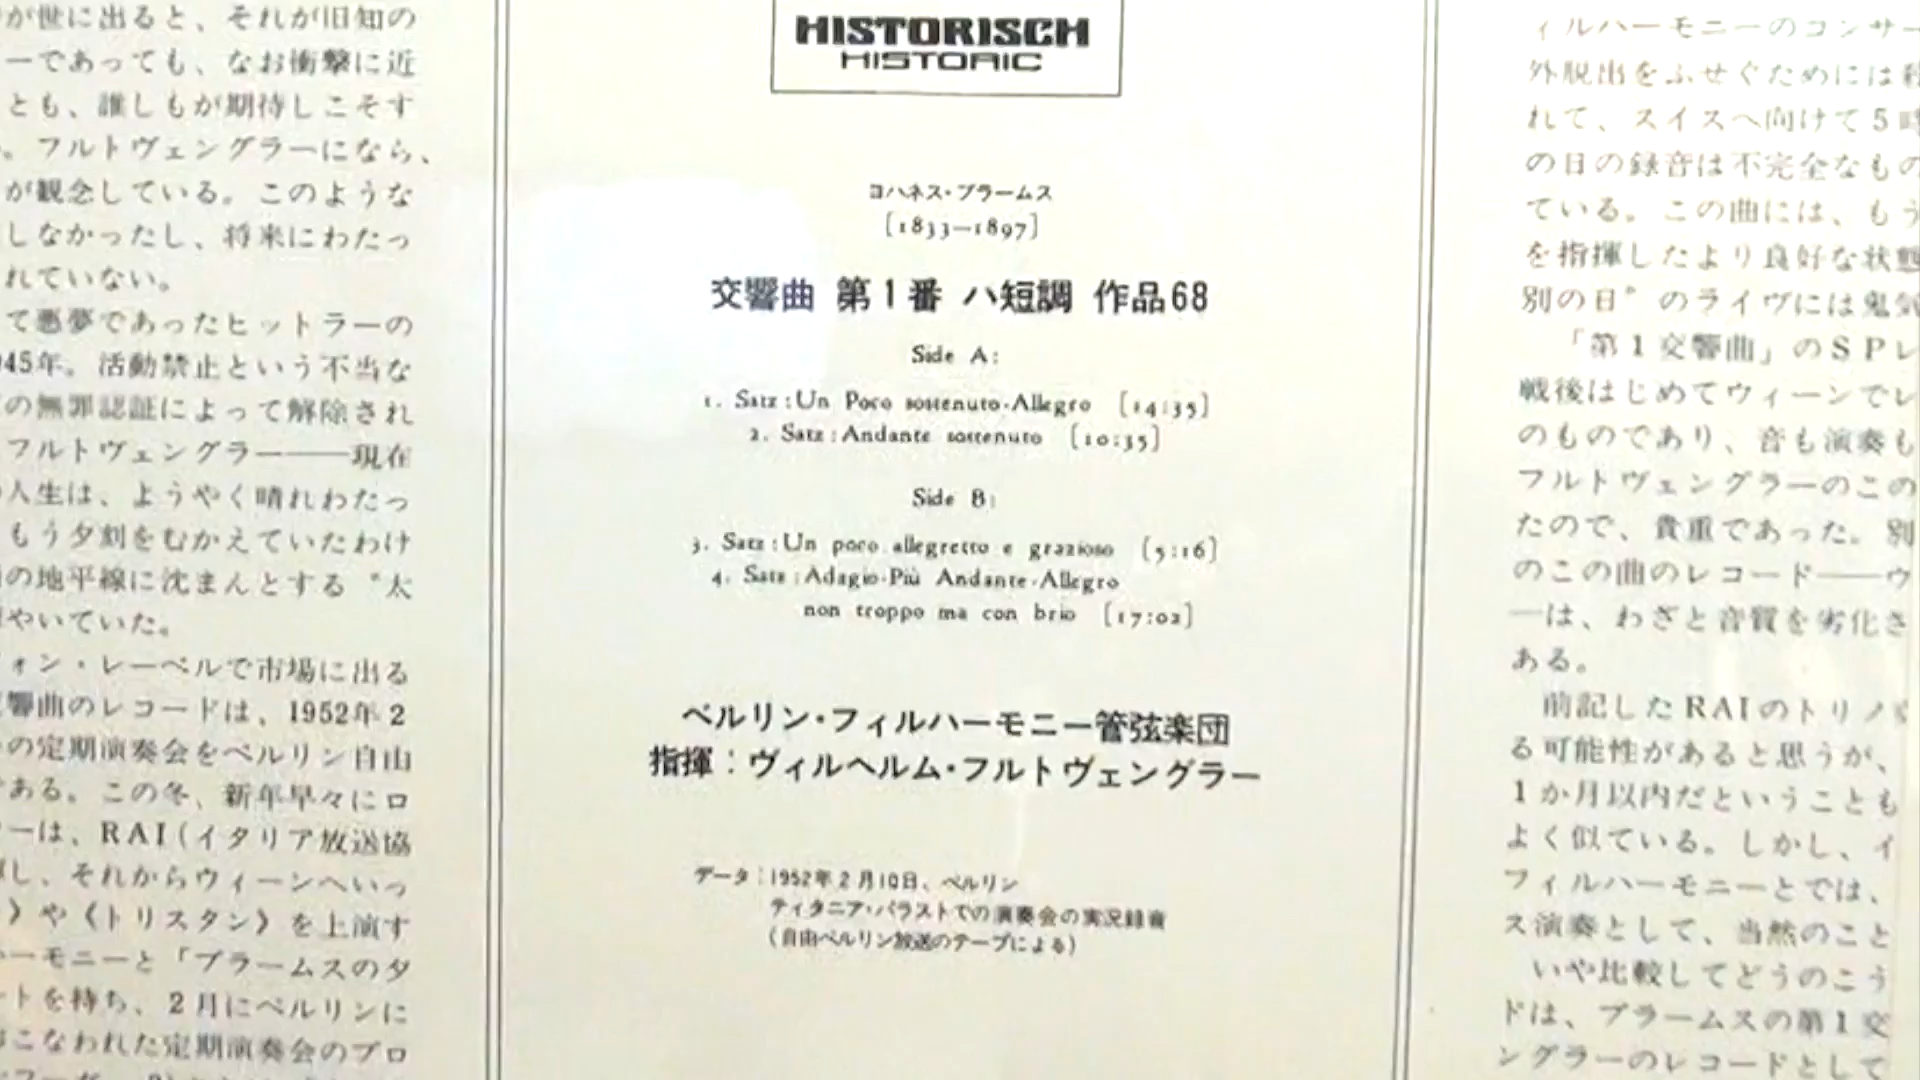 が世に出ると、それが旧知の
ーであっても、なお衝撃に近
とも、誰しもが期待しこそす
。フルトヴェングラーになら、
が観念している。このような
しなかったし、将来にわたっ
れていない。
て悪夢であったヒットラーの
45年。活動禁止という不当な
の無罪認証によって解除され
フルトヴェングラー――現在
人生は、ようやく晴れわたっ
もう夕刻をむかえていたわけ
の地平線に沈まんとする〝太
やいていた。
ォン・レーベルで市場に出る
響曲のレコードは、1952年2
の定期演奏会をベルリン自由
である。この冬、新年早々にロ
ーは、RAI(イタリア放送協
し、それからウィーンへいっ
》や《トリスタン》を上演す
ーモニーと「ブラームスの夕
トを持ち、2月にベルリンに
こなわれた定期演奏会のプロ
HISTORISCH
HISTORIC
ヨハネス・ブラームス
[1833—1897]
交響曲 第1番 ハ短調 作品68
Side A:
1. Satz:Un Poco sostenuto-Allegro [14:35]
2. Satz:Andante sostenuto [10:35]
Side B:
3. Satz:Un poco allegretto e grazioso [5:16]
4. Satz:Adagio-Più Andante-Allegro
non troppo ma con brio [17:02]
ベルリン・フィルハーモニー管弦楽団
指揮:ヴィルヘルム・フルトヴェングラー
データ:1952年2月10日、ベルリン
ティタニア・パラストでの演奏会の実況録音
(自由ベルリン放送のテープによる)
ィルハーモニーのコンサー
外脱出をふせぐためには
れて、スイスへ向けて5時
の日の録音は不完全なもの
ている。この曲には、もう
を指揮したより良好な状態
別の日〟のライヴには鬼気
「第1交響曲」のSPレ
戦後はじめてウィーンでレ
のものであり、音も演奏も
フルトヴェングラーのこの
たので、貴重であった。別
のこの曲のレコード――ウ
ーは、わざと音質を劣化さ
ある。
前記したRAIのトリノ
る可能性があると思うが、
1か月以内だということも
よく似ている。しかし、イ
フィルハーモニーとでは、
ス演奏として、当然のこと
いや比較してどうのこう
ドは、ブラームスの第1交
ングラーのレコードとして